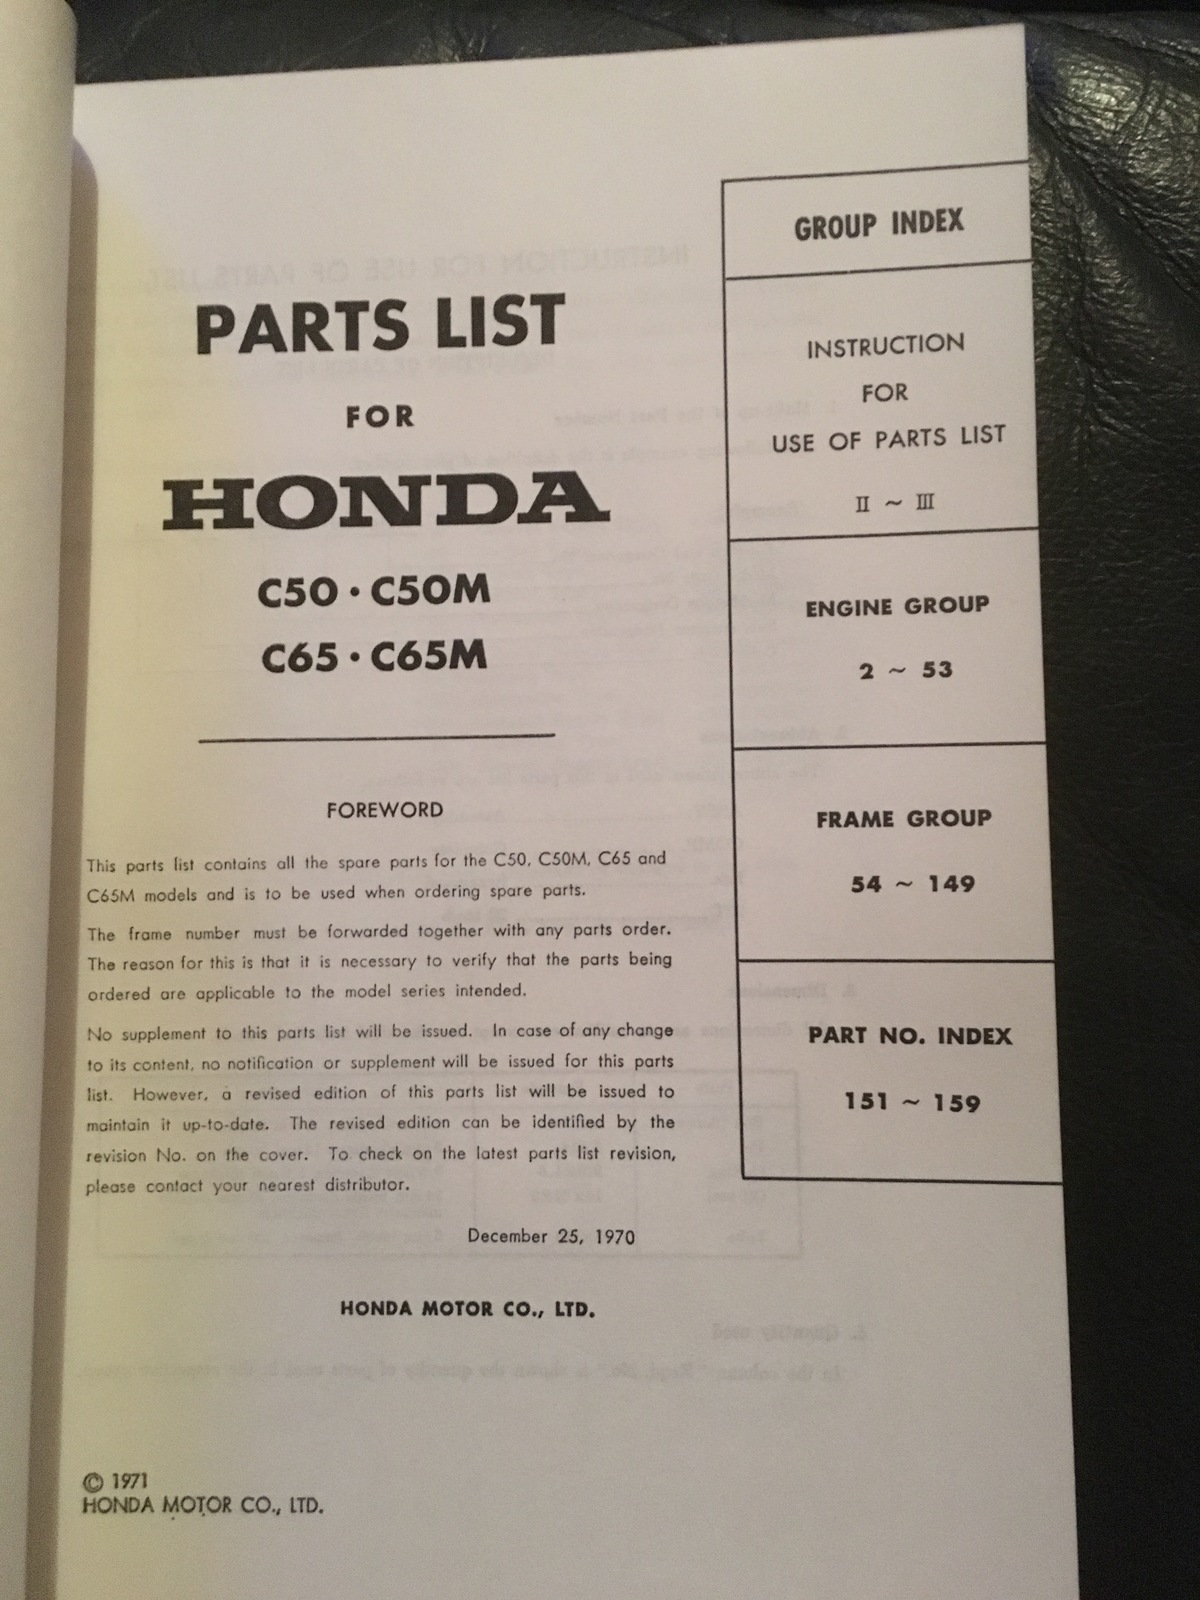 PARTS LIST
FOR
HONDA
C50 · C50M
C65 · C65M
FOREWORD
This parts list contains all the spare parts for the C50, C50M, C65 and
C65M models and is to be used when ordering spare parts.
The frame number must be forwarded together with any parts order.
The reason for this is that it is necessary to verify that the parts being
ordered are applicable to the model series intended.
No supplement to this parts list will be issued. In case of any change
to its content, no notification or supplement will be issued for this parts
list. However, a revised edition of this parts list will be issued to
maintain it up-to-date. The revised edition can be identified by the
revision No. on the cover. To check on the latest parts list revision,
please contact your nearest distributor.
December 25, 1970
HONDA MOTOR CO., LTD.
© 1971
HONDA MOTOR CO., LTD.
GROUP INDEX
INSTRUCTION
FOR
USE OF PARTS LIST
II ~ III
ENGINE GROUP
2 ~ 53
FRAME GROUP
54 ~ 149
PART NO. INDEX
151 ~ 159